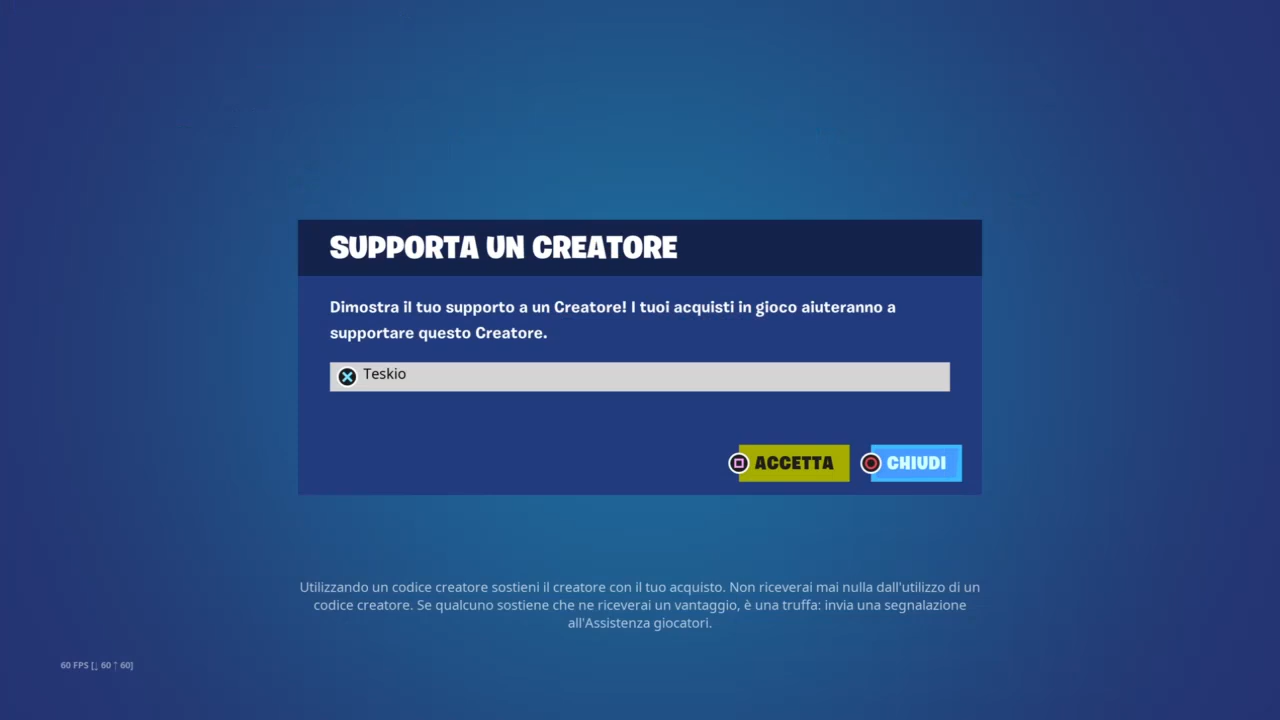 SUPPORTA UN CREATORE
Dimostra il tuo supporto a un Creatore! I tuoi acquisti in gioco aiuteranno a
supportare questo Creatore.
Teskio
ACCETTA
CHIUDI
Utilizzando un codice creatore sostieni il creatore con il tuo acquisto. Non riceverai mai nulla dall'utilizzo di un
codice creatore. Se qualcuno sostiene che ne riceverai un vantaggio, è una truffa: invia una segnalazione
all'Assistenza giocatori.
60 FPS [↓ 60 ↑ 60]